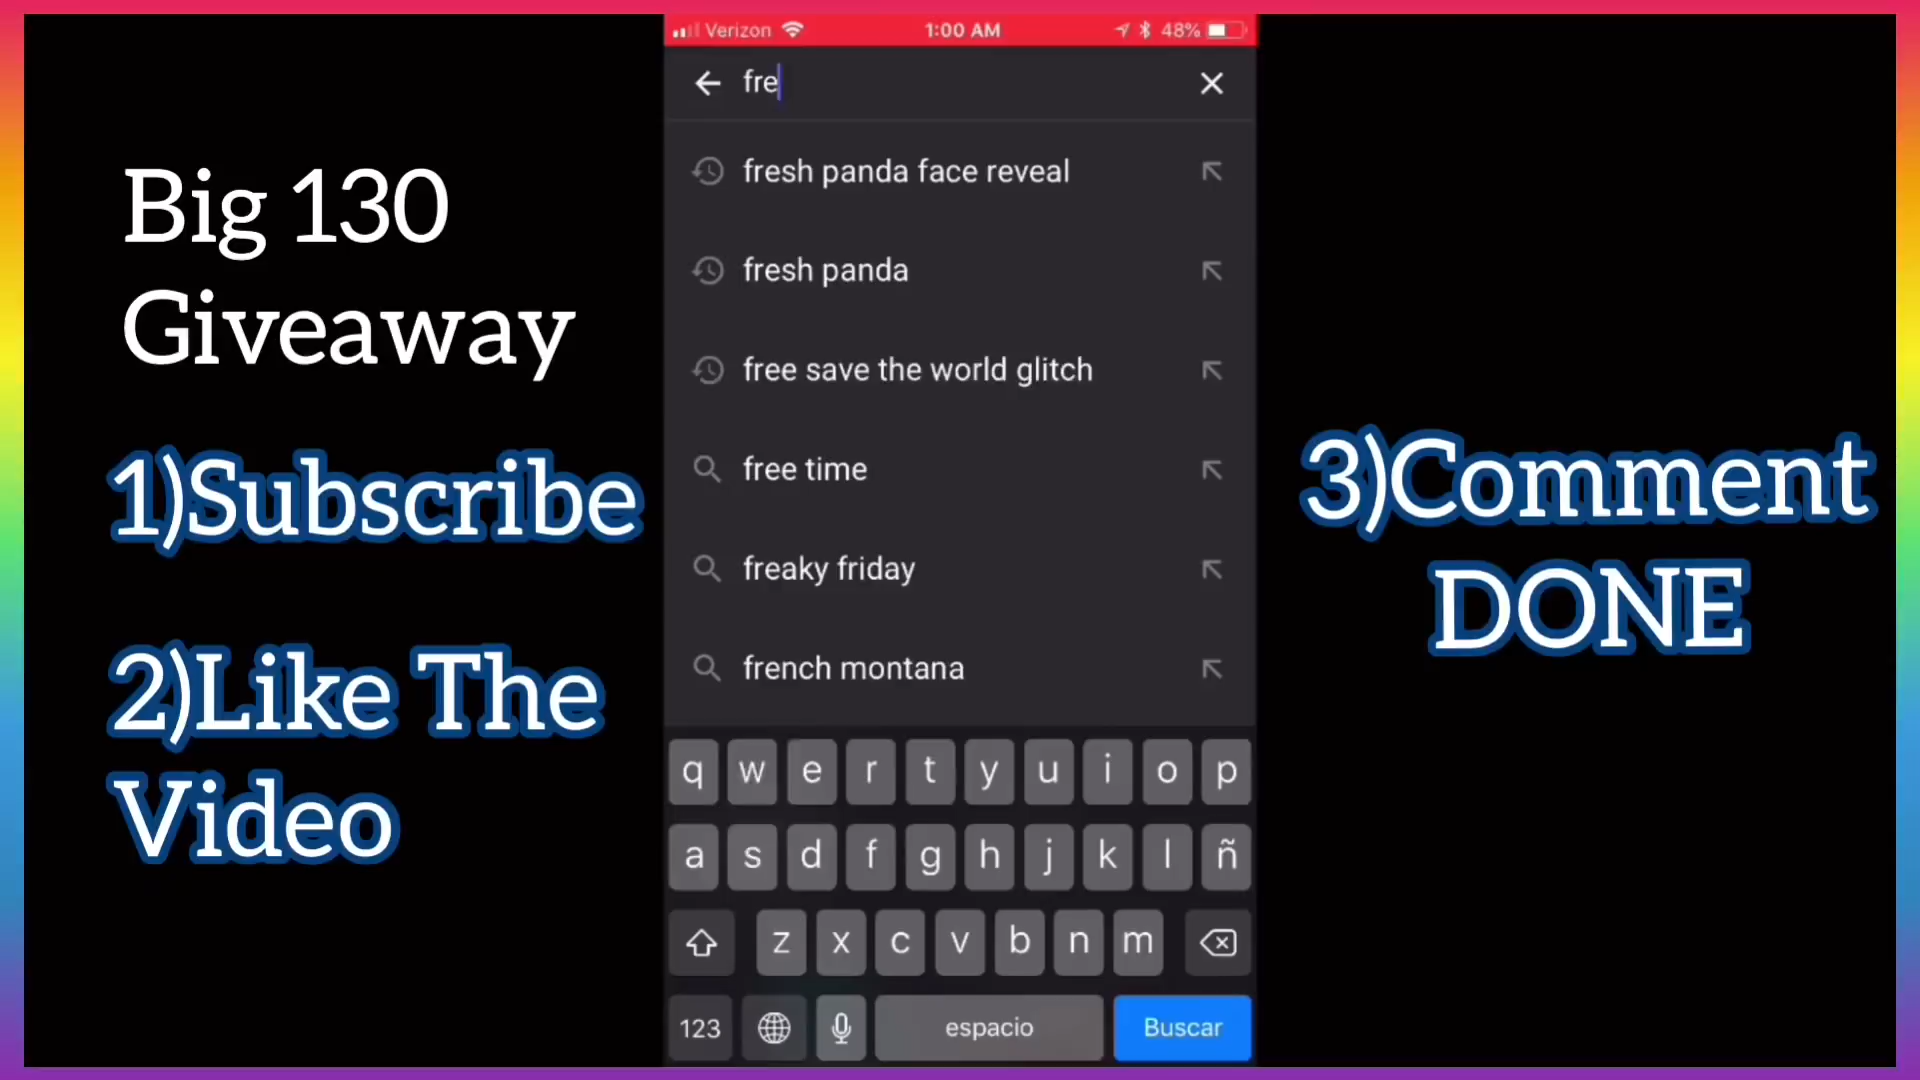 Verizon 1:00 AM 48%
fre
fresh panda face reveal
fresh panda
free save the world glitch
free time
freaky friday
french montana
q w e r t y u i o p
a s d f g h j k l ñ
z x c v b n m
123 espacio Buscar
Big 130
Giveaway
1)Subscribe
2)Like The
Video
3)Comment
DONE